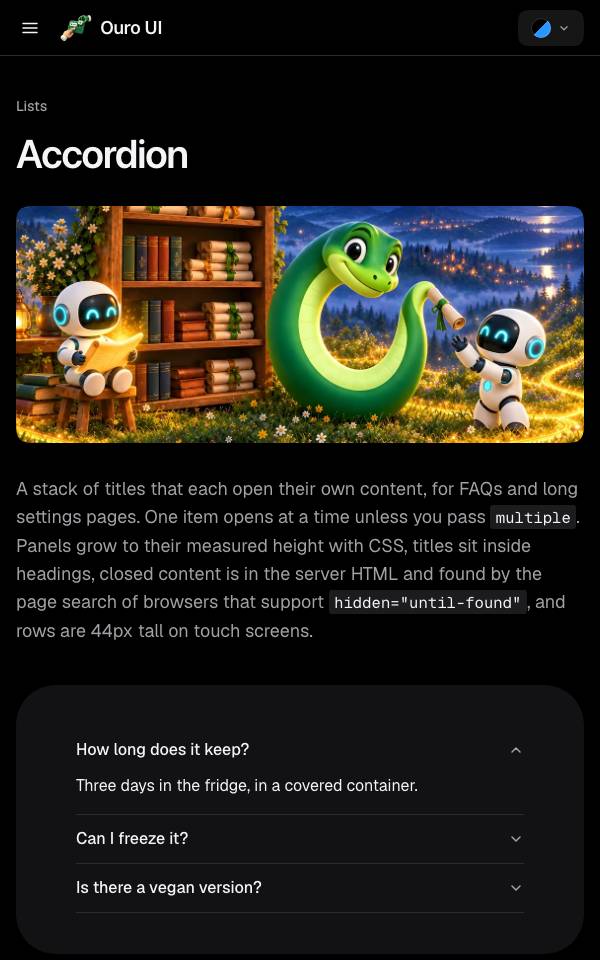 Ouro UI
Lists
Accordion
A stack of titles that each open their own content, for FAQs and long
settings pages. One item opens at a time unless you pass multiple.
Panels grow to their measured height with CSS, titles sit inside
headings, closed content is in the server HTML and found by the
page search of browsers that support hidden="until-found", and
rows are 44px tall on touch screens.
How long does it keep?
Three days in the fridge, in a covered container.
Can I freeze it?
Is there a vegan version?